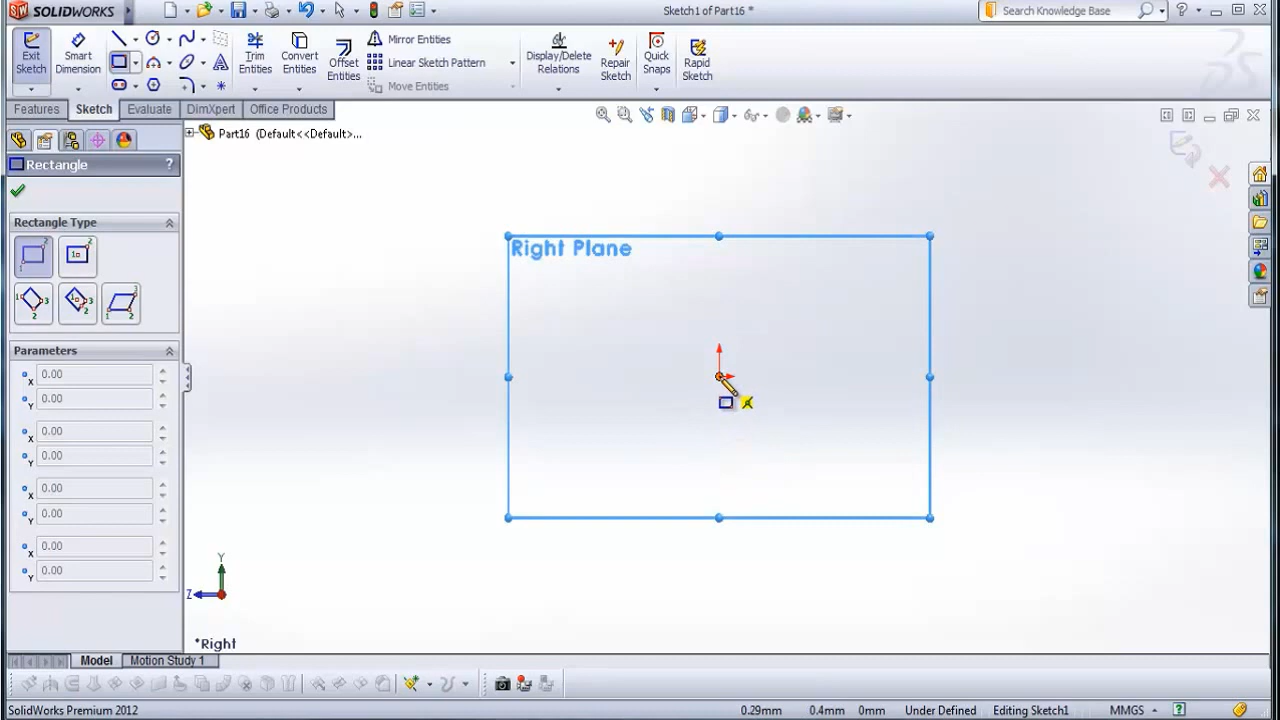 SOLIDWORKS
Sketch1 of Part16 *
Search Knowledge Base
Exit Sketch
Smart Dimension
Trim Entities
Convert Entities
Offset Entities
Mirror Entities
Linear Sketch Pattern
Move Entities
Display/Delete Relations
Repair Sketch
Quick Snaps
Rapid Sketch
Features
Sketch
Evaluate
DimXpert
Office Products
Part16 (Default<<Default>...
Rectangle
?
Rectangle Type
Parameters
X 0.00
Y 0.00
X 0.00
Y 0.00
X 0.00
Y 0.00
X 0.00
Y 0.00
Right Plane
Y
Z
*Right
Model
Motion Study 1
SolidWorks Premium 2012
0.29mm
0.4mm
0mm
Under Defined
Editing Sketch1
MMGS